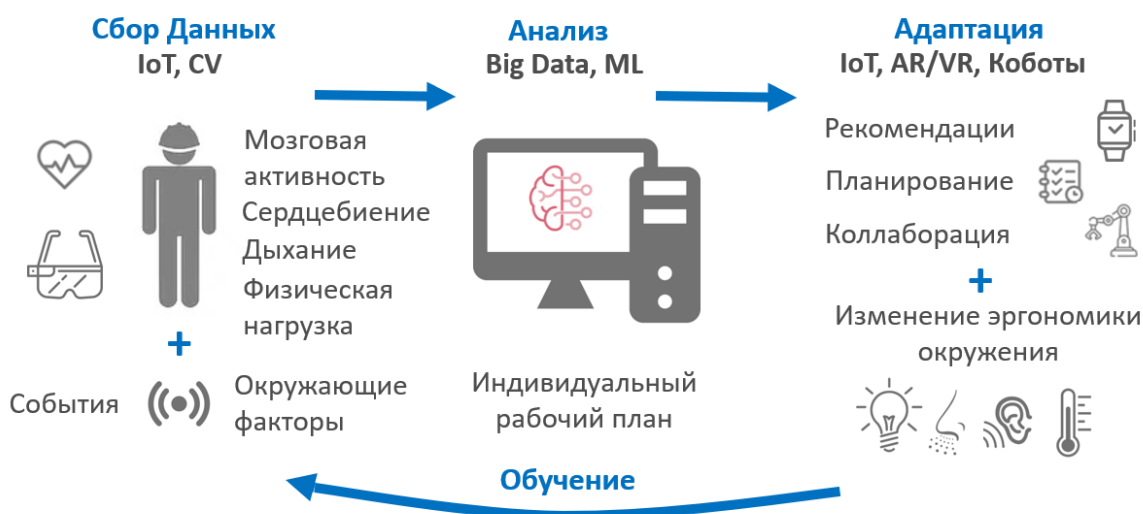 Сбор Данных
IoT, CV
Мозговая
активность
Сердцебиение
Дыхание
Физическая
нагрузка
+
События
Окружающие
факторы
Анализ
Big Data, ML
Индивидуальный
рабочий план
Адаптация
IoT, AR/VR, Коботы
Рекомендации
Планирование
Коллаборация
+
Изменение эргономики
окружения
Обучение